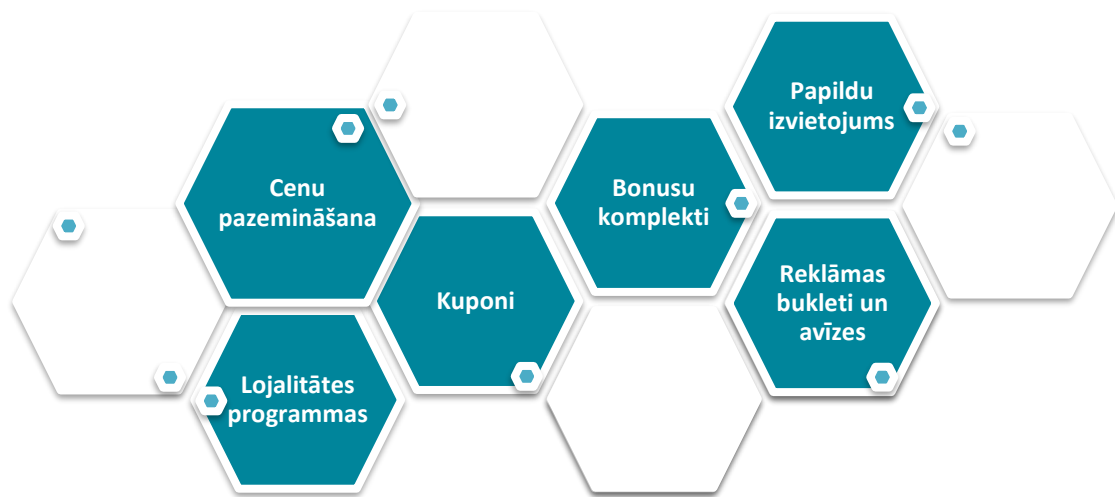 Cenu
pazemināšana
Lojalitātes
programmas
Kuponi
Bonusu
komplekti
Papildu
izvietojums
Reklāmas
bukleti un
avīzes